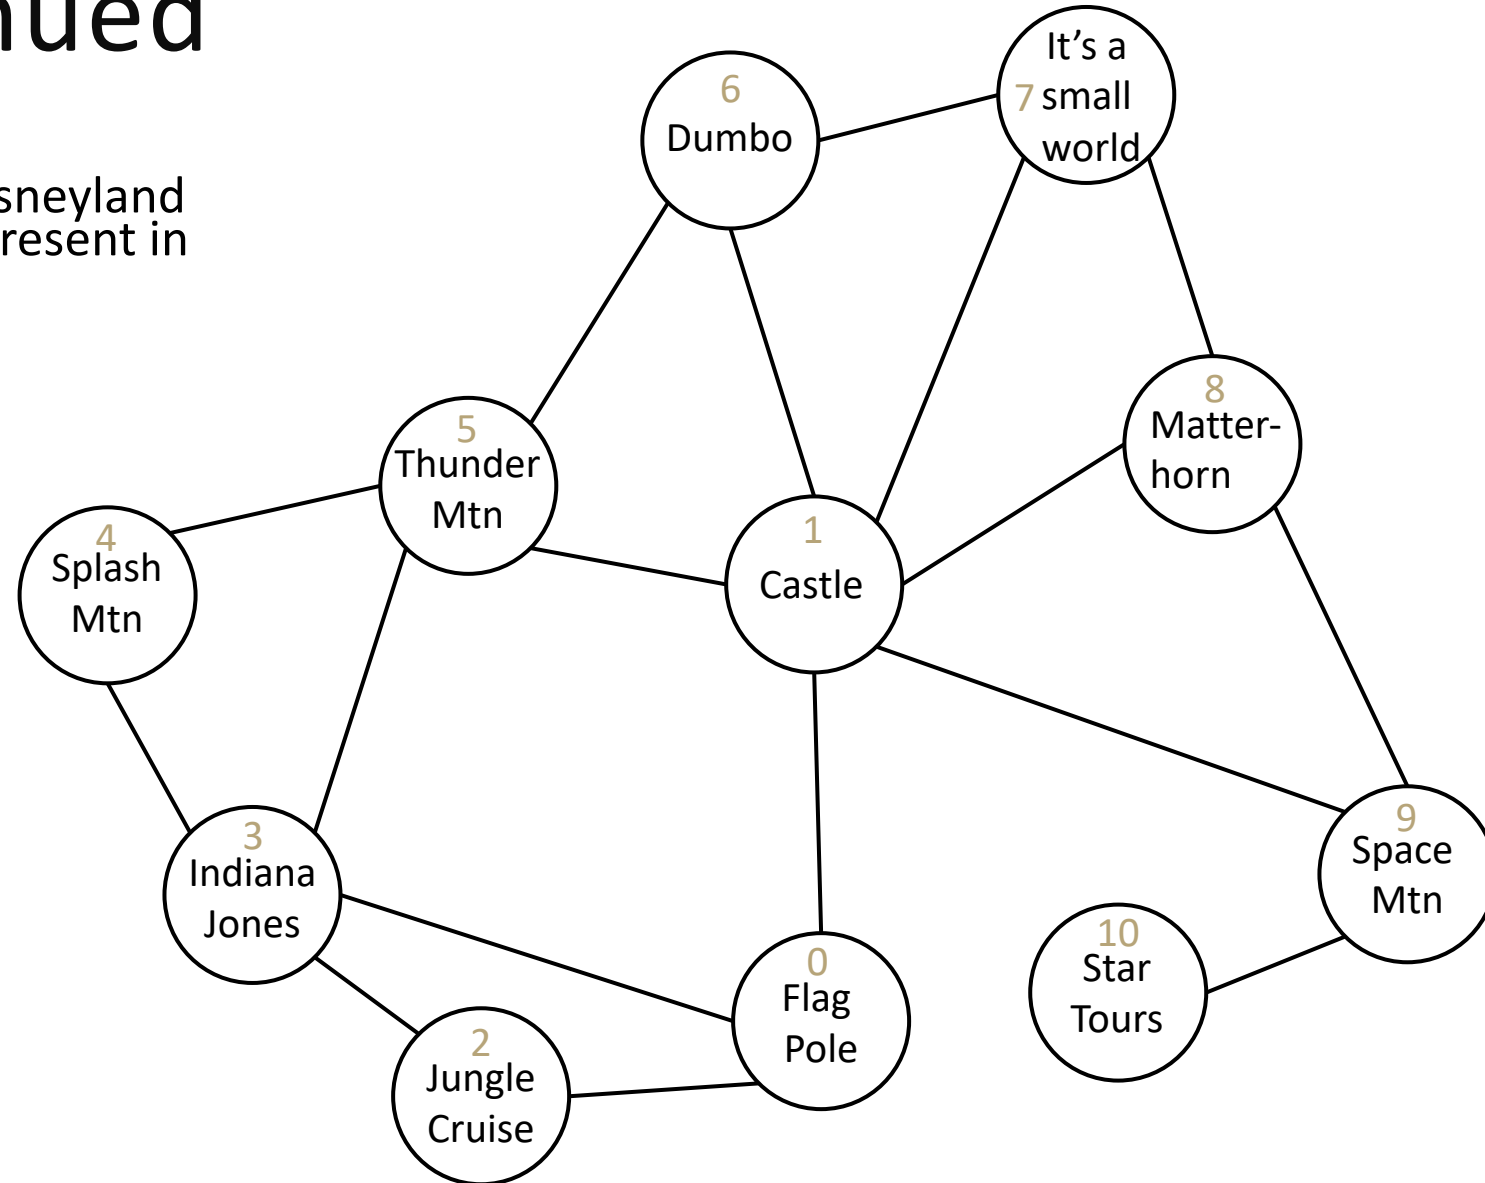 nued
sneyland
resent in
6
Dumbo
It’s a
7 small
world
5
Thunder
Mtn
8
Matter-
horn
4
Splash
Mtn
1
Castle
3
Indiana
Jones
9
Space
Mtn
0
Flag
Pole
10
Star
Tours
2
Jungle
Cruise